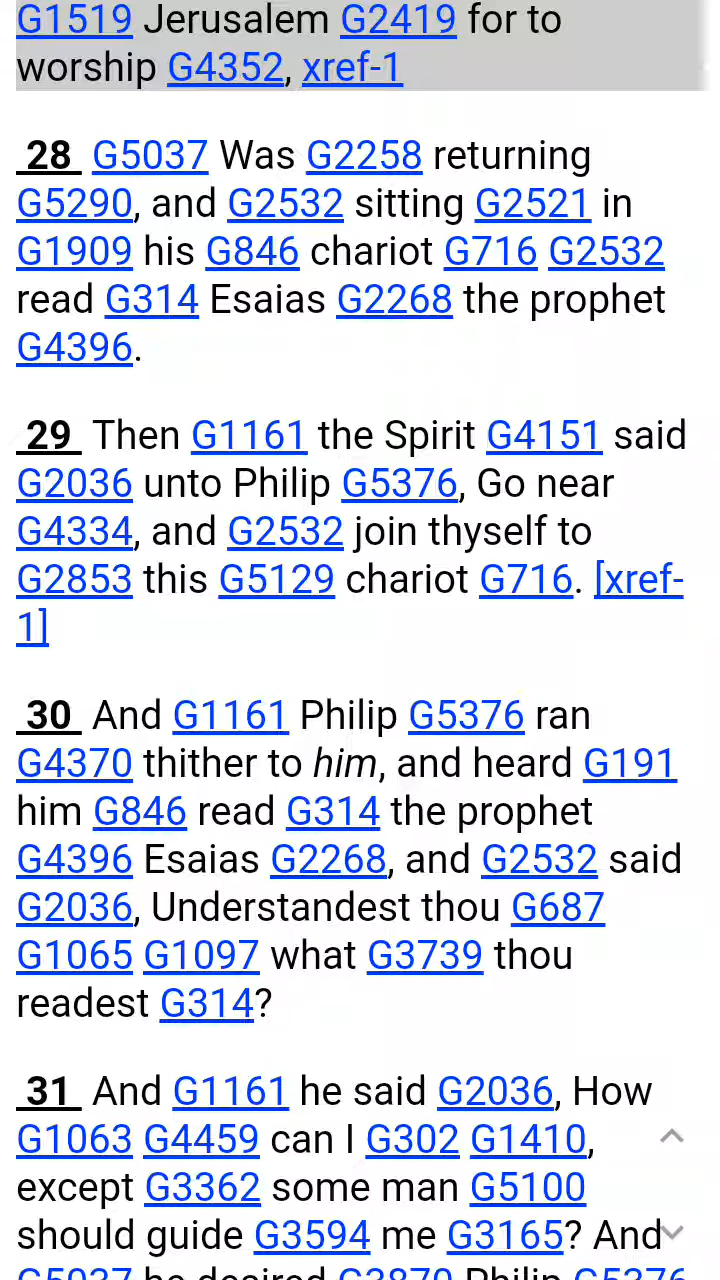 G1519 Jerusalem G2419 for to
worship G4352, xref-1
28 G5037 Was G2258 returning
G5290, and G2532 sitting G2521 in
G1909 his G846 chariot G716 G2532
read G314 Esaias G2268 the prophet
G4396.
29 Then G1161 the Spirit G4151 said
G2036 unto Philip G5376, Go near
G4334, and G2532 join thyself to
G2853 this G5129 chariot G716. [xref-
1]
30 And G1161 Philip G5376 ran
G4370 thither to him, and heard G191
him G846 read G314 the prophet
G4396 Esaias G2268, and G2532 said
G2036, Understandest thou G687
G1065 G1097 what G3739 thou
readest G314?
31 And G1161 he said G2036, How
G1063 G4459 can I G302 G1410,
except G3362 some man G5100
should guide G3594 me G3165? And
G5037 he desired G3870 Philip G5376